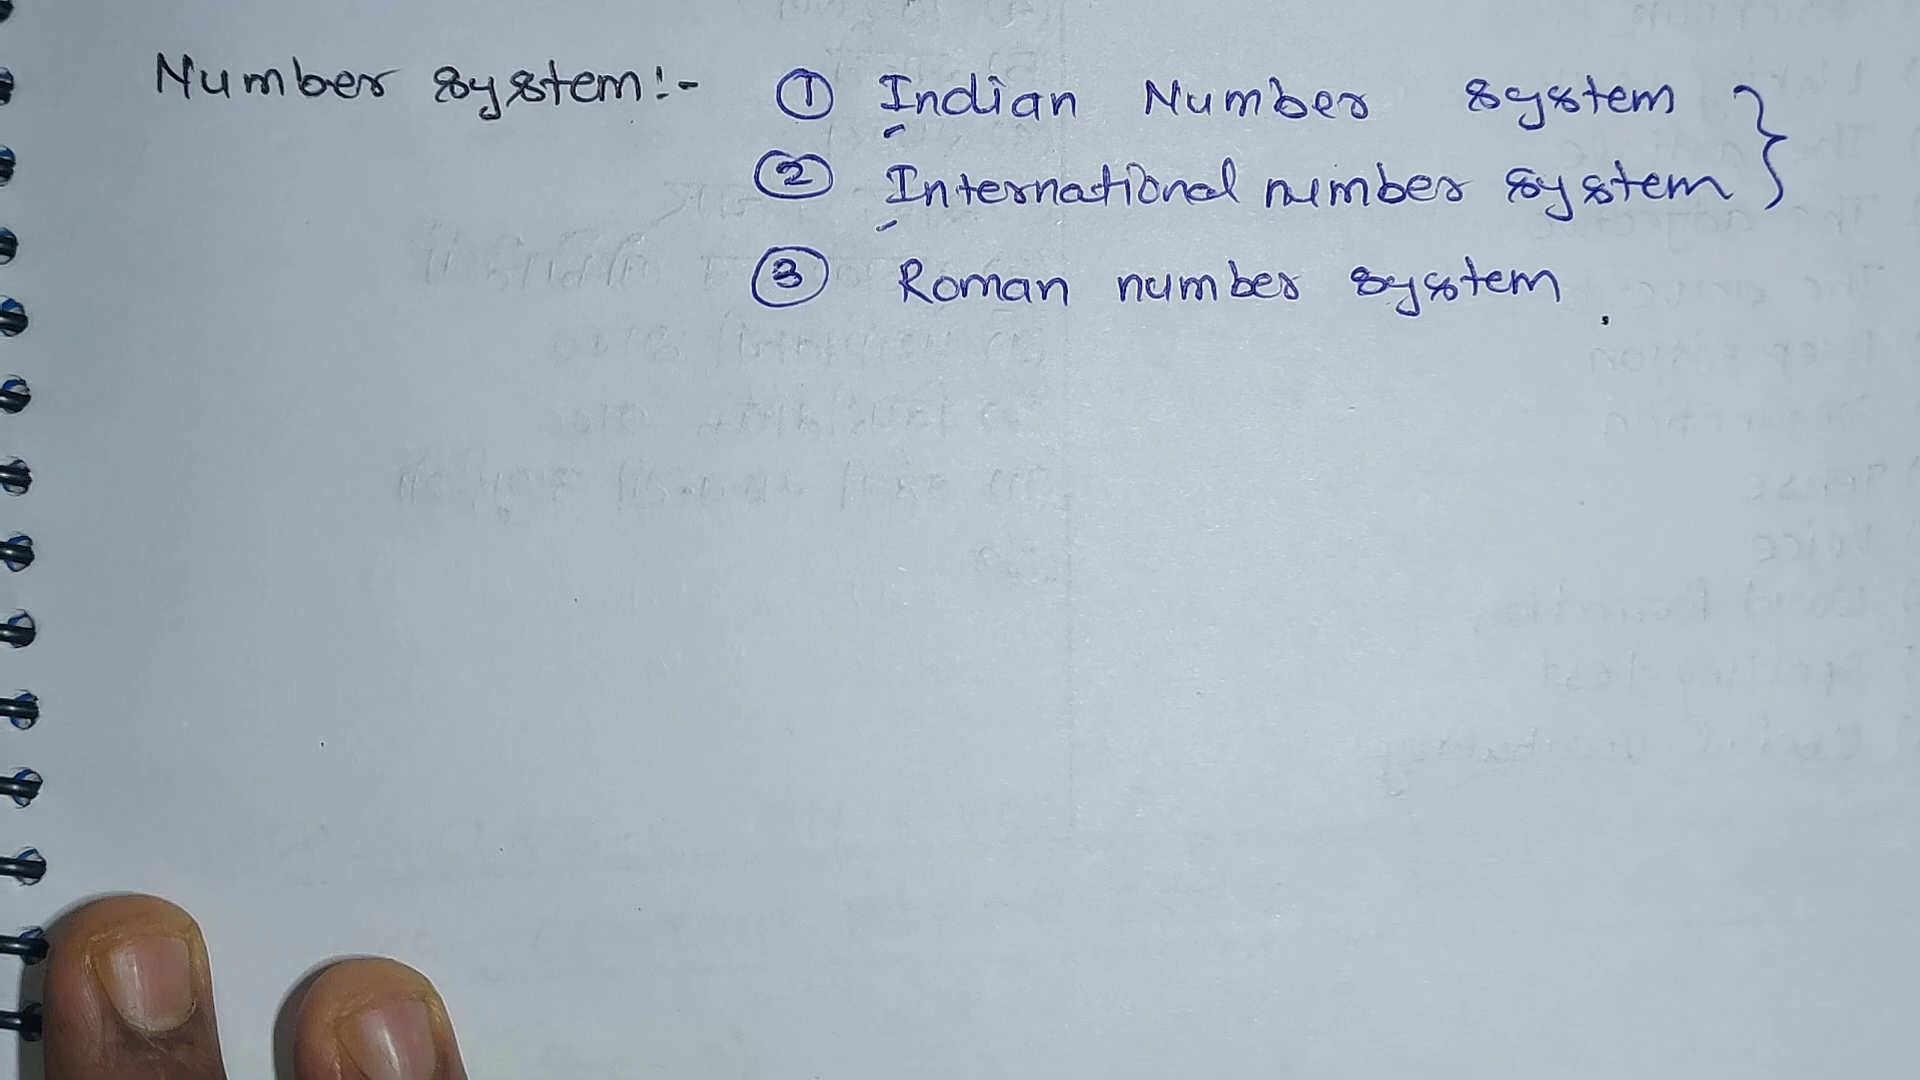 Number system:-
① Indian Number system
② International number system
③ Roman number system.